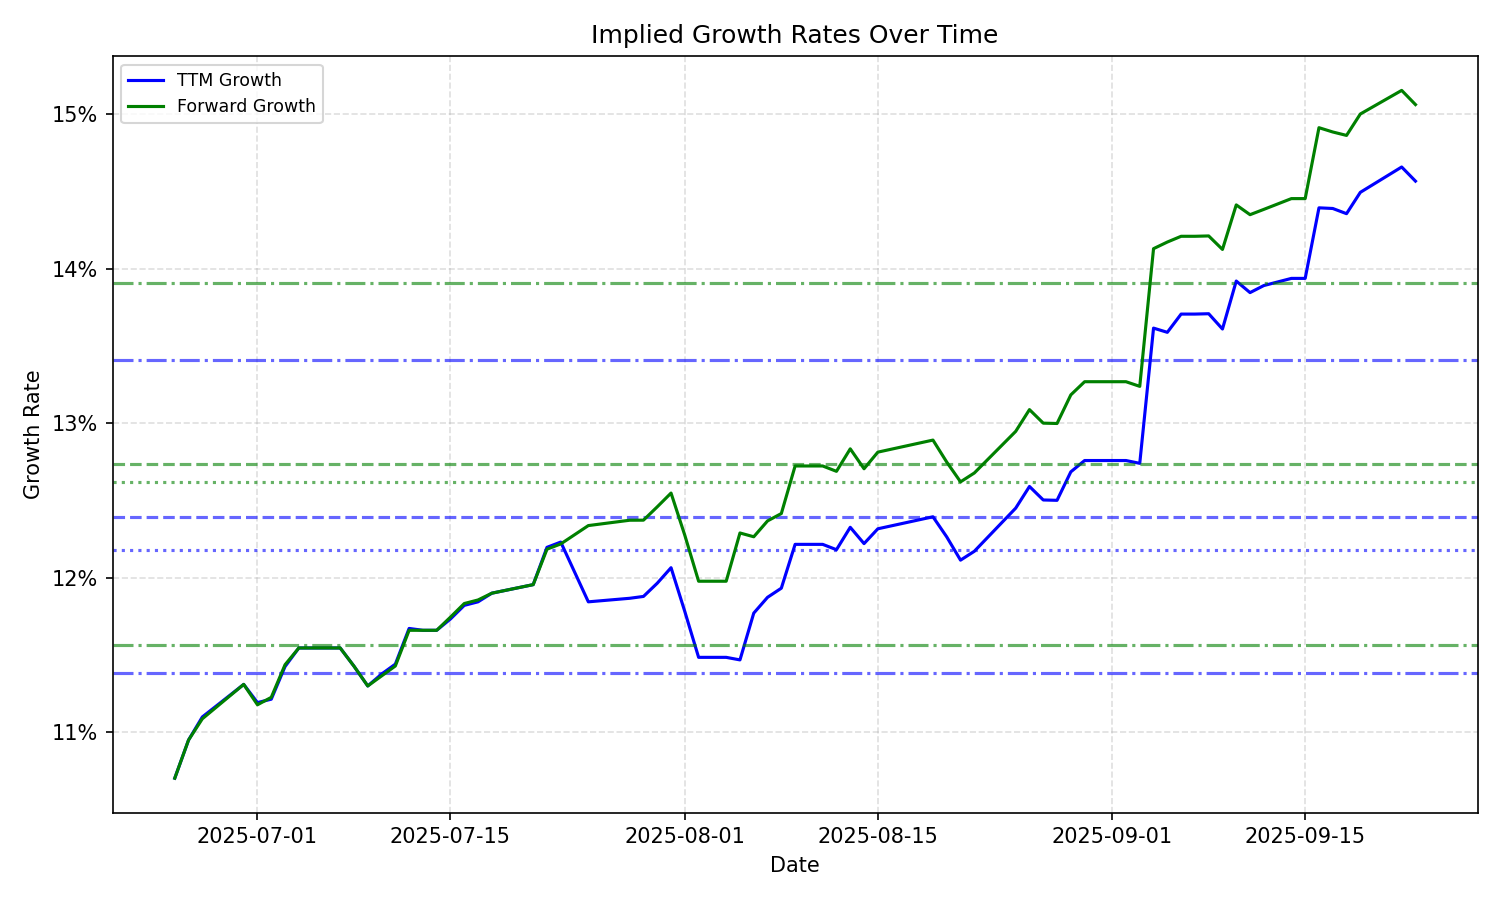 Implied Growth Rates Over Time
TTM Growth
Forward Growth
15%
14%
13%
12%
11%
Growth Rate
2025-07-01
2025-07-15
2025-08-01
2025-08-15
2025-09-01
2025-09-15
Date